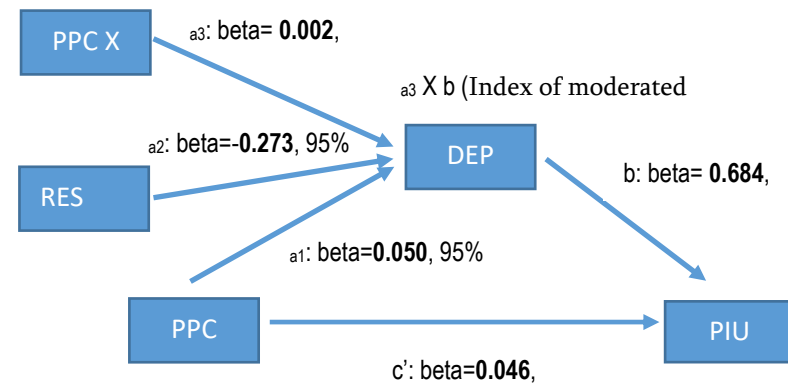 PPC X
a3: beta= 0.002,
a3 X b (Index of moderated
a2: beta=-0.273, 95%
DEP
b: beta= 0.684,
RES
a1: beta=0.050, 95%
PPC
PIU
c’: beta=0.046,